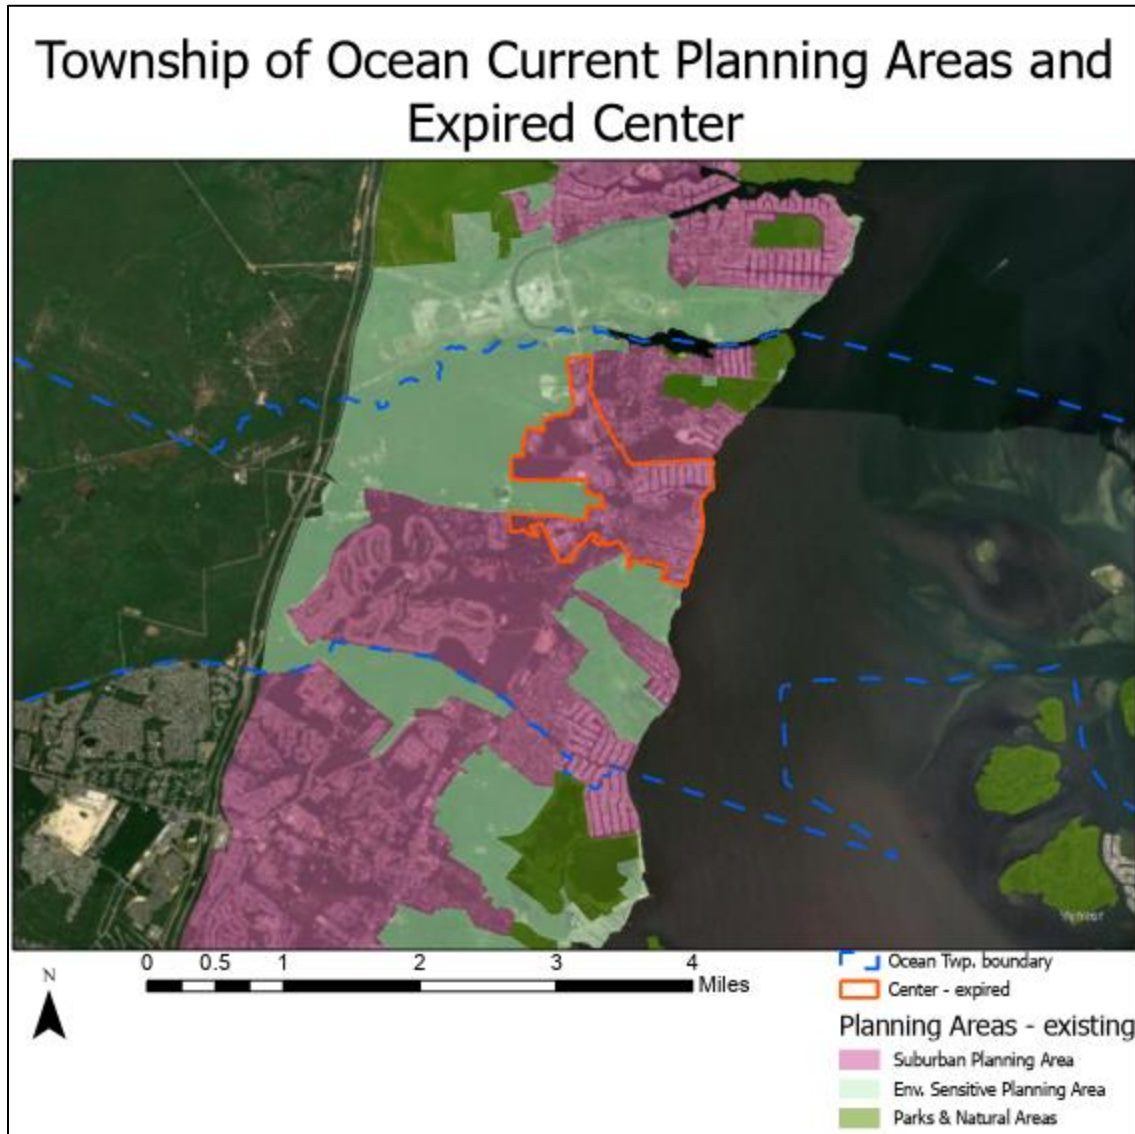 Township of Ocean Current Planning Areas and
Expired Center
N
0 0.5 1 2 3 4
Miles
Ocean Twp. boundary
Center - expired
Planning Areas - existing
Suburban Planning Area
Env. Sensitive Planning Area
Parks & Natural Areas